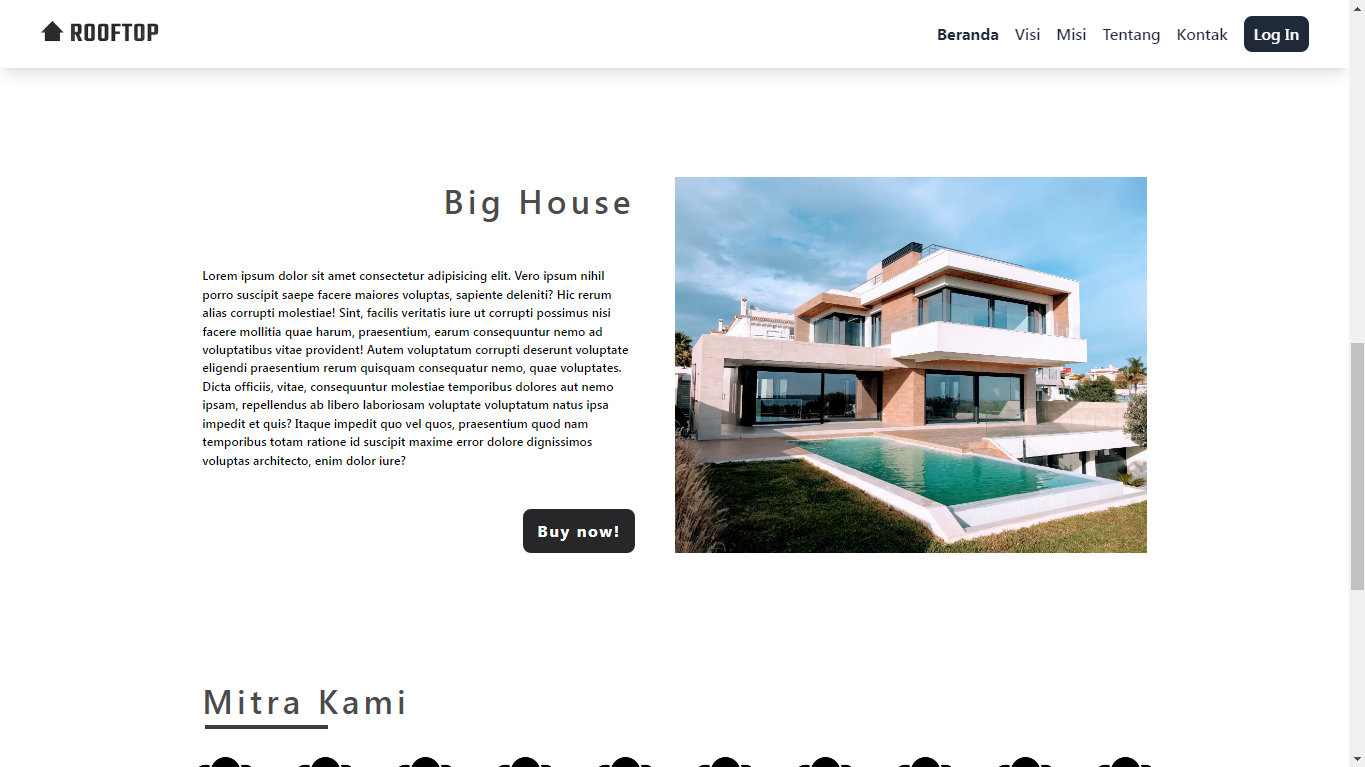 ROOFTOP
Beranda Visi Misi Tentang Kontak Log In
Big House
Lorem ipsum dolor sit amet consectetur adipisicing elit. Vero ipsum nihil
porro suscipit saepe facere maiores voluptas, sapiente deleniti? Hic rerum
alias corrupti molestiae! Sint, facilis veritatis iure ut corrupti possimus nisi
facere mollitia quae harum, praesentium, earum consequuntur nemo ad
voluptatibus vitae provident! Autem voluptatum corrupti deserunt voluptate
eligendi praesentium rerum quisquam consequatur nemo, quae voluptates.
Dicta officiis, vitae, consequuntur molestiae temporibus dolores aut nemo
ipsam, repellendus ab libero laboriosam voluptate voluptatum natus ipsa
impedit et quis? Itaque impedit quo vel quos, praesentium quod nam
temporibus totam ratione id suscipit maxime error dolore dignissimos
voluptas architecto, enim dolor iure?
Buy now!
Mitra Kami